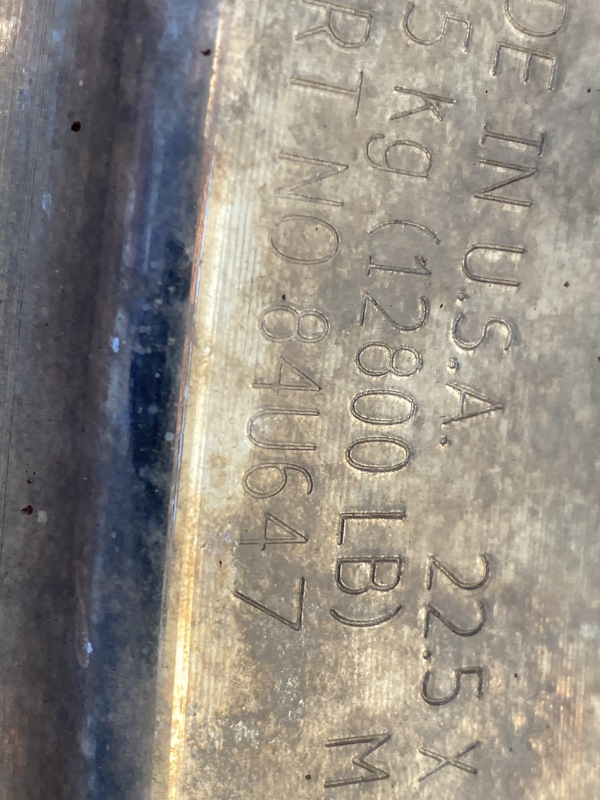 DE IN U.S.A. 22.5 X
5 kg (12800 LB) M
RT NO 84U647